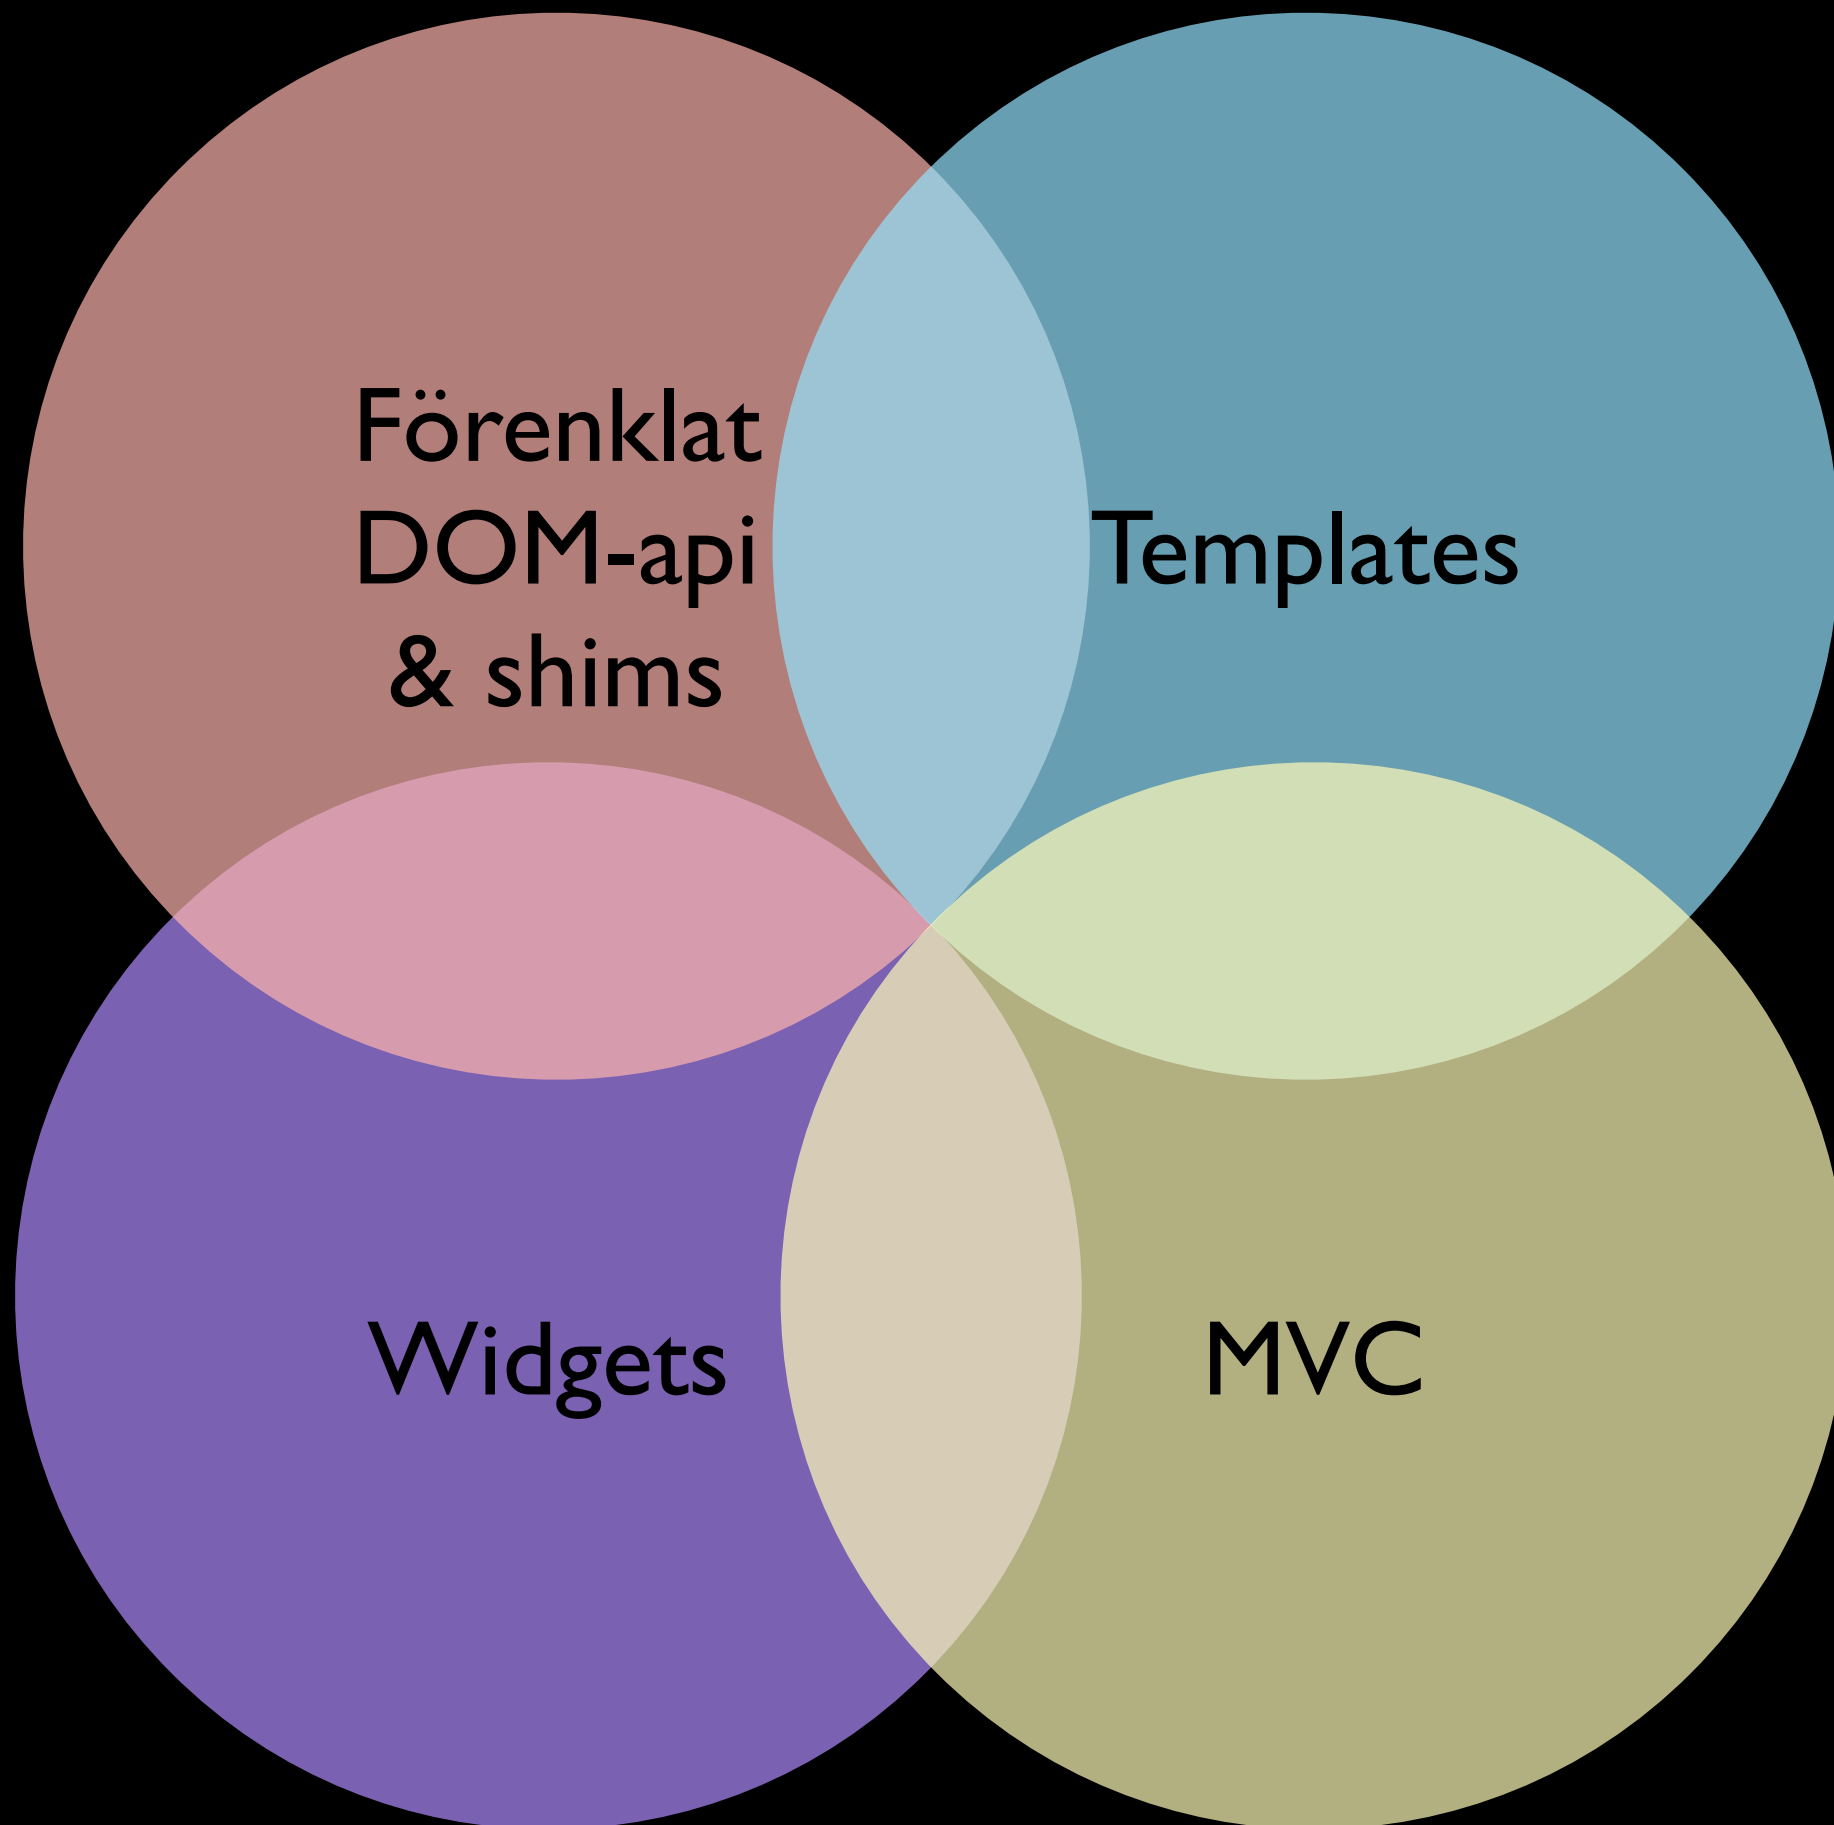 Förenklat
DOM-api
& shims
Templates
Widgets
MVC